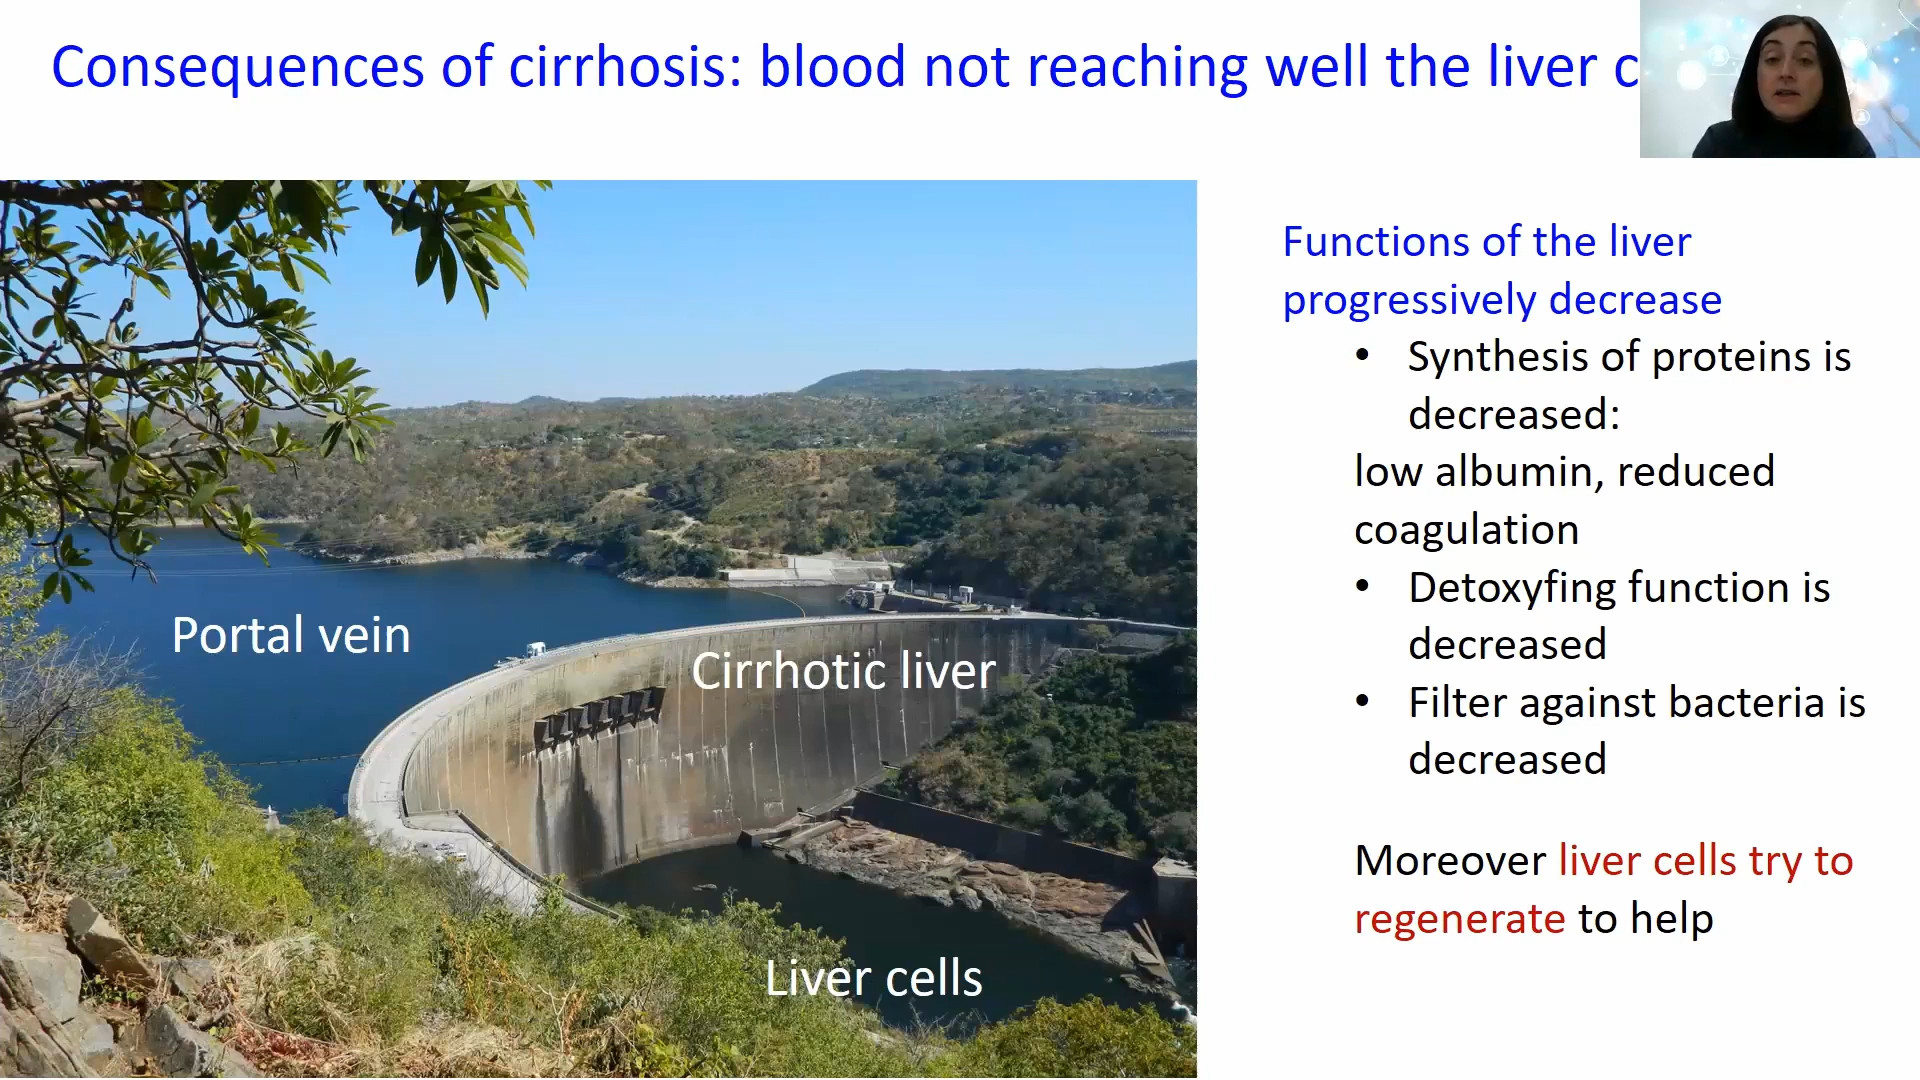 Consequences of cirrhosis: blood not reaching well the liver c
Functions of the liver
progressively decrease
• Synthesis of proteins is
decreased:
low albumin, reduced
coagulation
• Detoxyfing function is
decreased
• Filter against bacteria is
decreased
Moreover liver cells try to
regenerate to help
Portal vein
Cirrhotic liver
Liver cells